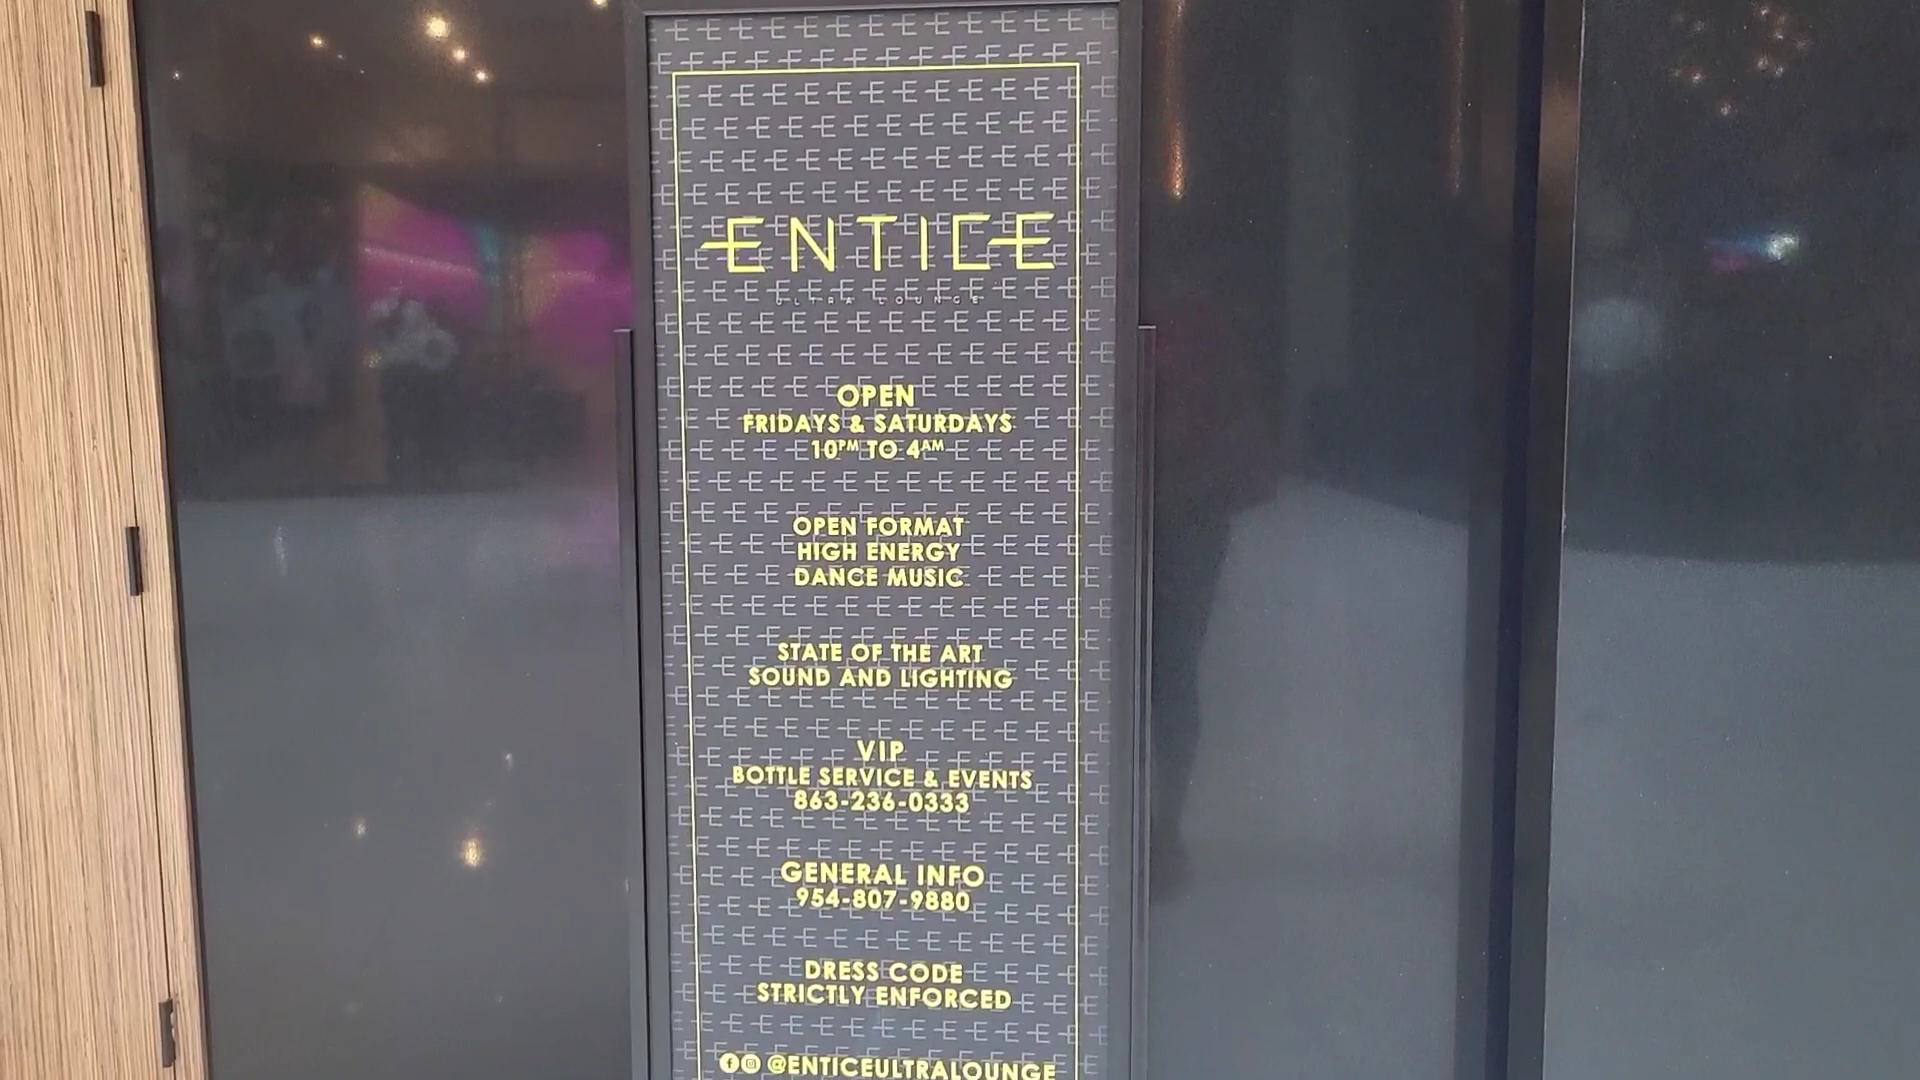 ENTICE
ULTRA LOUNGE
OPEN
FRIDAYS & SATURDAYS
10PM TO 4AM
OPEN FORMAT
HIGH ENERGY
DANCE MUSIC
STATE OF THE ART
SOUND AND LIGHTING
VIP
BOTTLE SERVICE & EVENTS
863-236-0333
GENERAL INFO
954-807-9880
DRESS CODE
STRICTLY ENFORCED
@ENTICEULTRALOUNGE